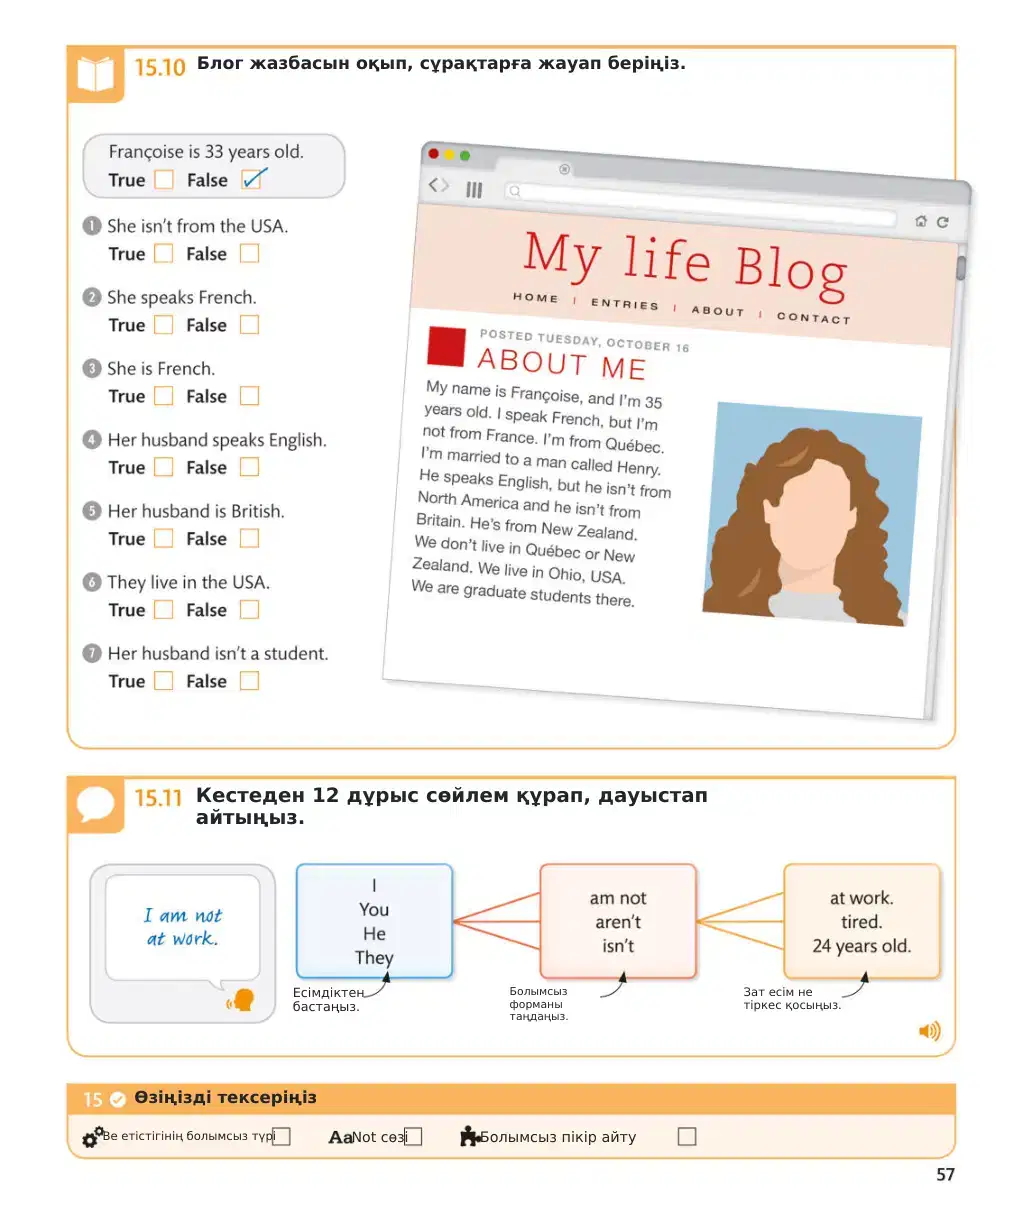 15.10 Блог жазбасын оқып, сұрақтарға жауап беріңіз.
Françoise is 33 years old.
True False
1 She isn't from the USA.
True False
2 She speaks French.
True False
3 She is French.
True False
4 Her husband speaks English.
True False
5 Her husband is British.
True False
6 They live in the USA.
True False
7 Her husband isn't a student.
True False
My life Blog
HOME | ENTRIES | ABOUT | CONTACT
POSTED TUESDAY, OCTOBER 16
ABOUT ME
My name is Françoise, and I'm 35
years old. I speak French, but I'm
not from France. I'm from Québec.
I'm married to a man called Henry.
He speaks English, but he isn't from
North America and he isn't from
Britain. He's from New Zealand.
We don't live in Québec or New
Zealand. We live in Ohio, USA.
We are graduate students there.
15.11 Кестеден 12 дұрыс сөйлем құрап, дауыстап
айтыңыз.
I am not
at work.
I
You
He
They
am not
aren't
isn't
at work.
tired.
24 years old.
Есімдіктен
бастаңыз.
Болымсыз
форманы
таңдаңыз.
Зат есім не
тіркес қосыңыз.
15 Өзіңізді тексеріңіз
Be етістігінің болымсыз түрі Aa Not сөзі Болымсыз пікір айту
57